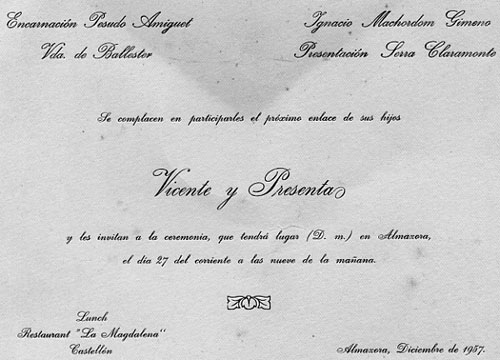 Encarnación Pesudo Amiguet
Vda. de Ballester
Ignacio Machordom Gimeno
Presentación Serra Claramonte
Se complacen en participarles el próximo enlace de sus hijos
Vicente y Presenta
y les invitan a la ceremonia, que tendrá lugar (D. m.) en Almazora,
el día 27 del corriente a las nueve de la mañana.
Lunch
Restaurant "La Magdalena"
Castellón
Almazora, Diciembre de 1957.